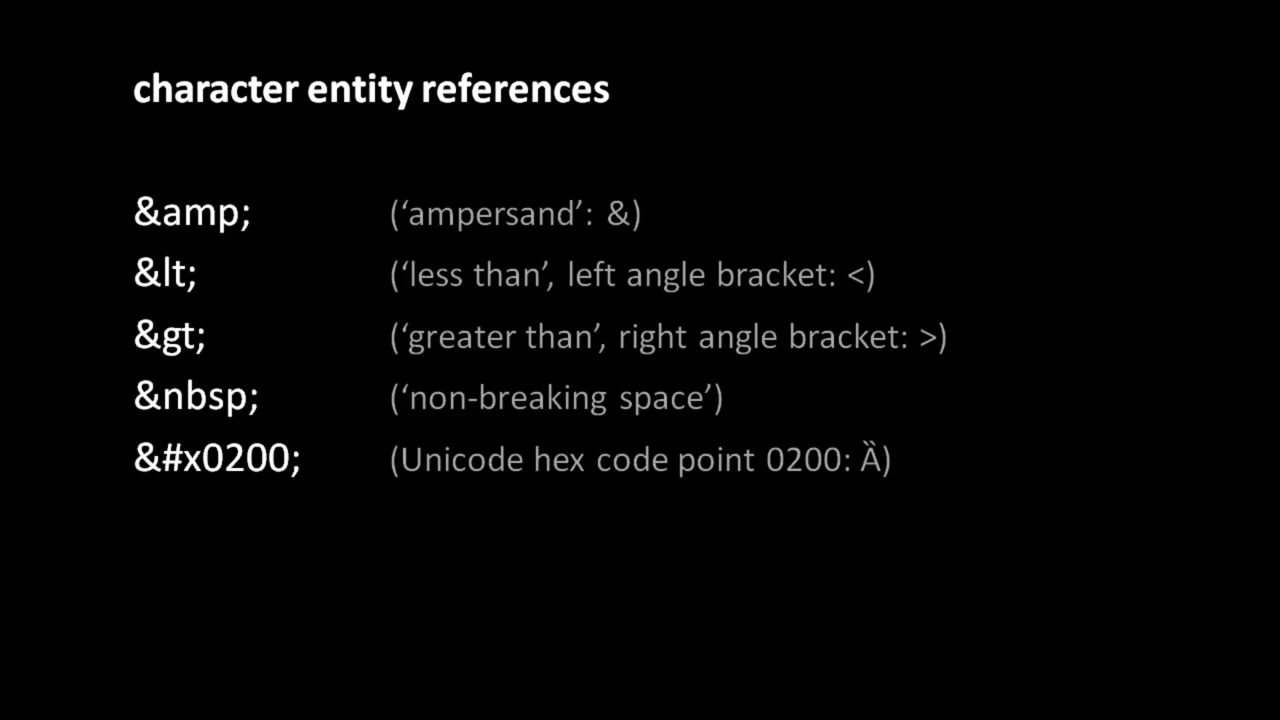 character entity references
&amp; (‘ampersand’: &)
&lt; (‘less than’, left angle bracket: <)
&gt; (‘greater than’, right angle bracket: >)
&nbsp; (‘non-breaking space’)
&#x0200; (Unicode hex code point 0200: Ȁ)